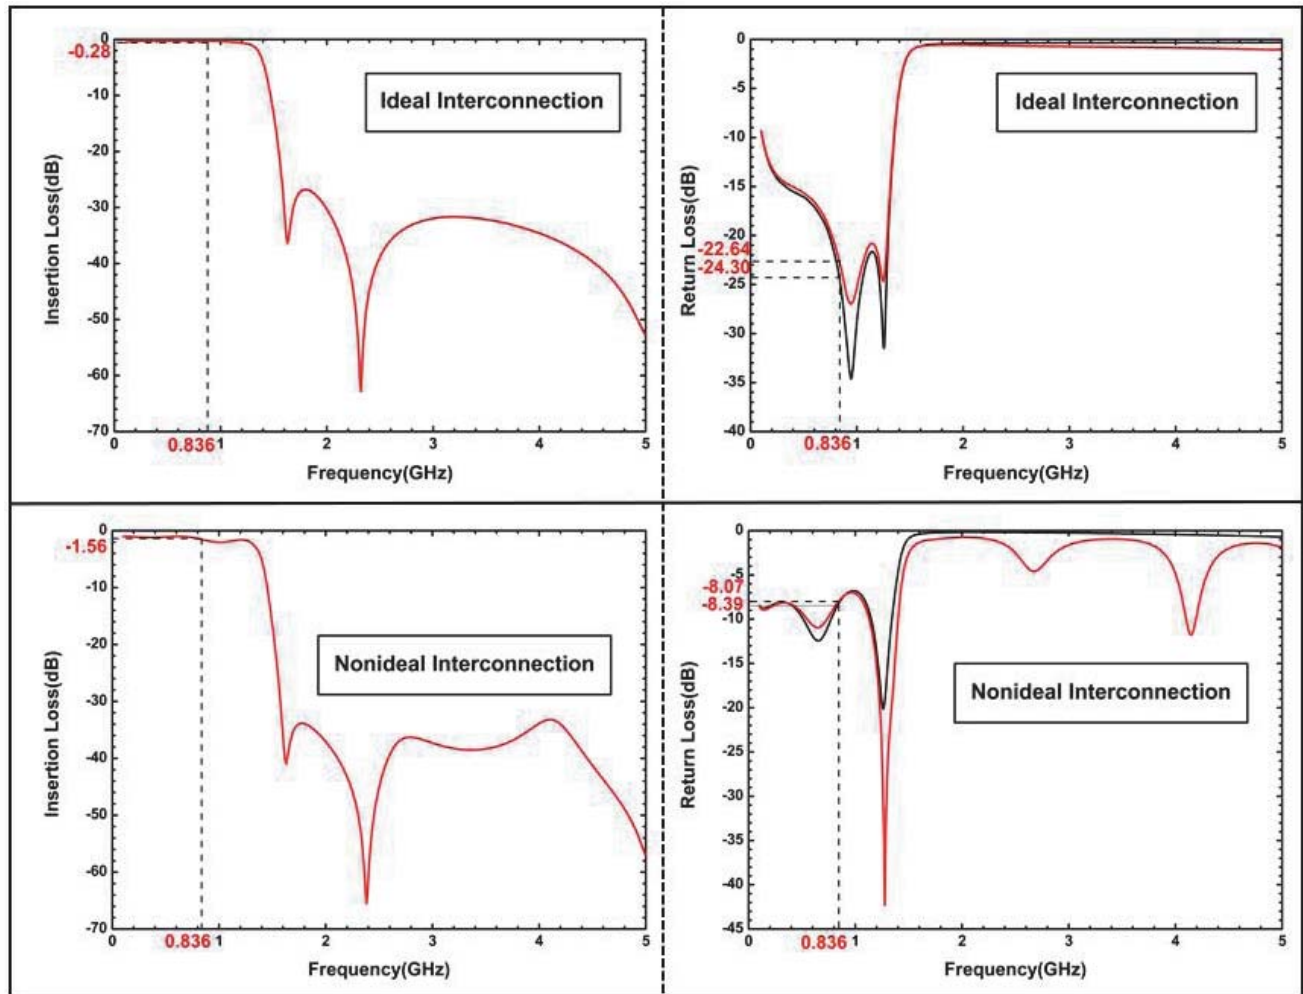 0
-0.28
-10
-20
-30
-40
-50
-60
-70
Insertion Loss(dB)
Ideal Interconnection
0 0.836 1 2 3 4 5
Frequency(GHz)
0
-5
-10
-15
-20
-22.64
-24.30
-25
-30
-35
-40
Return Loss(dB)
Ideal Interconnection
0 0.836 1 2 3 4 5
Frequency(GHz)
0
-1.56
-10
-20
-30
-40
-50
-60
-70
Insertion Loss(dB)
Nonideal Interconnection
0 0.836 1 2 3 4 5
Frequency(GHz)
0
-5
-8.07
-8.39
-10
-15
-20
-25
-30
-35
-40
-45
Return Loss(dB)
Nonideal Interconnection
0 0.836 1 2 3 4 5
Frequency(GHz)